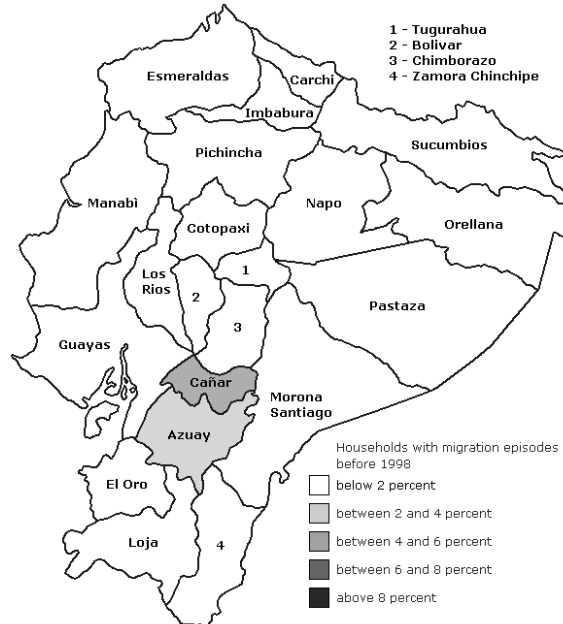 1 - Tugurahua
2 - Bolivar
3 - Chimborazo
4 - Zamora Chinchipe
Esmeraldas
Carchi
Imbabura
Sucumbios
Pichincha
Manabì
Napo
Cotopaxi
Orellana
Los
Rios
1
2
Pastaza
3
Guayas
Cañar
Morona
Santiago
Azuay
El Oro
Loja
4
Households with migration episodes
before 1998
below 2 percent
between 2 and 4 percent
between 4 and 6 percent
between 6 and 8 percent
above 8 percent